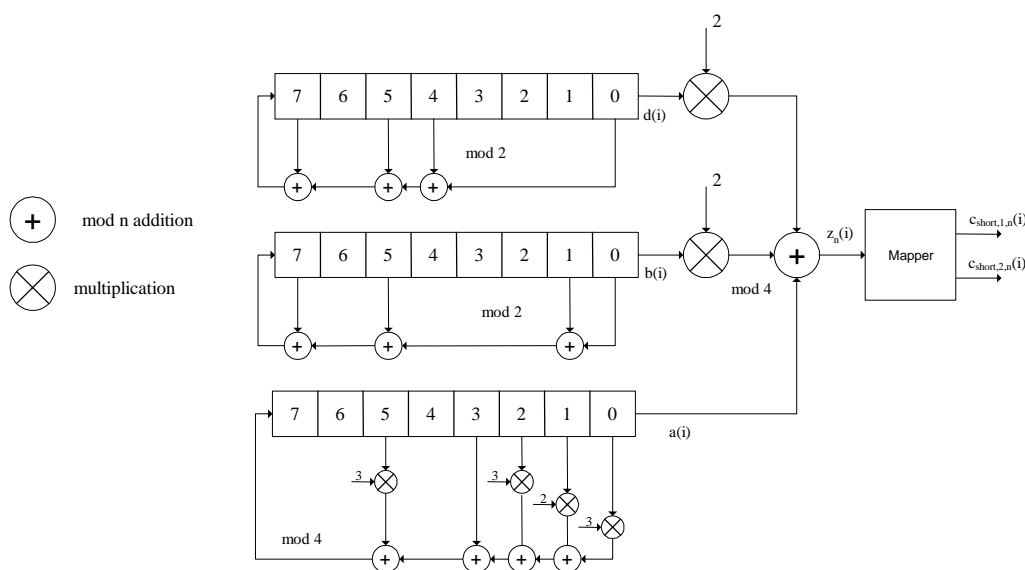 2
7 6 5 4 3 2 1 0
d(i)
mod 2
+ + +
+ mod n addition
multiplication
2
7 6 5 4 3 2 1 0
b(i)
mod 2
+ + +
+
mod 4
z_n(i)
Mapper
c_short,1,n(i)
c_short,2,n(i)
7 6 5 4 3 2 1 0
a(i)
3
3
2
3
mod 4
+ + + +